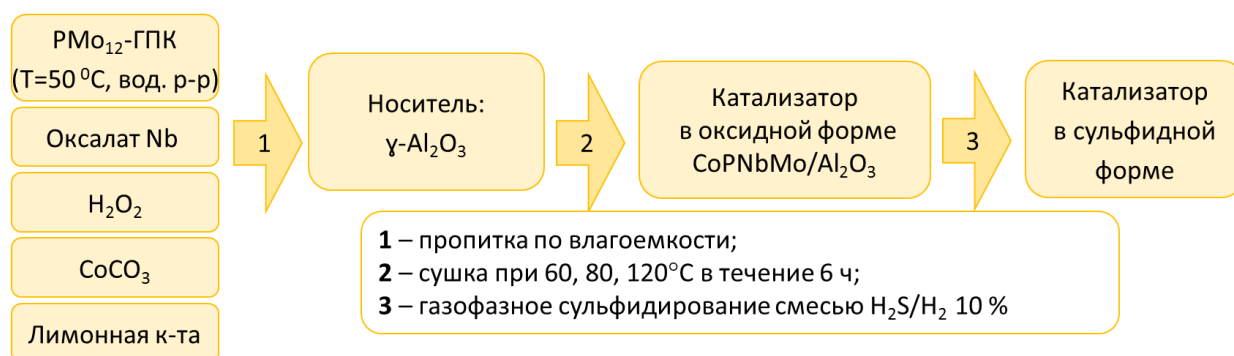 PMo₁₂-ГПК
(T=50 ⁰C, вод. р-р)
Оксалат Nb
H₂O₂
CoCO₃
Лимонная к-та
1
Носитель:
γ-Al₂O₃
2
Катализатор
в оксидной форме
CoPNbMo/Al₂O₃
3
Катализатор
в сульфидной
форме
1 – пропитка по влагоемкости;
2 – сушка при 60, 80, 120°C в течение 6 ч;
3 – газофазное сульфидирование смесью H₂S/H₂ 10 %